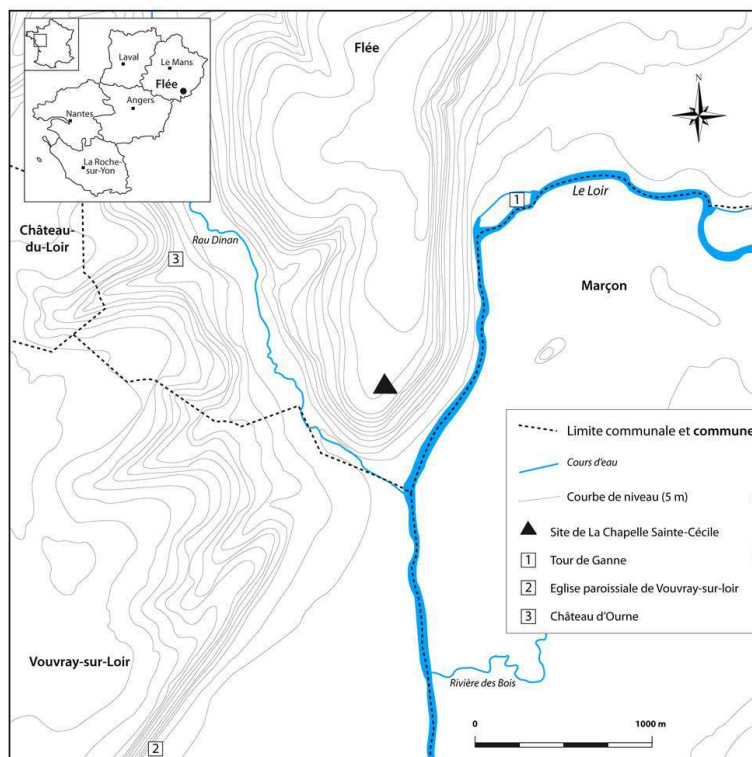 Flée
Laval
Le Mans
Flée
Angers
Nantes
La Roche-
sur-Yon
N
Le Loir
1
Rau Dinan
Château-
du-Loir
3
Marçon
Limite communale et commune
Cours d'eau
Courbe de niveau (5 m)
Site de La Chapelle Sainte-Cécile
1 Tour de Ganne
2 Eglise paroissiale de Vouvray-sur-loir
3 Château d'Ourne
Vouvray-sur-Loir
Rivière des Bois
2
0 1000 m